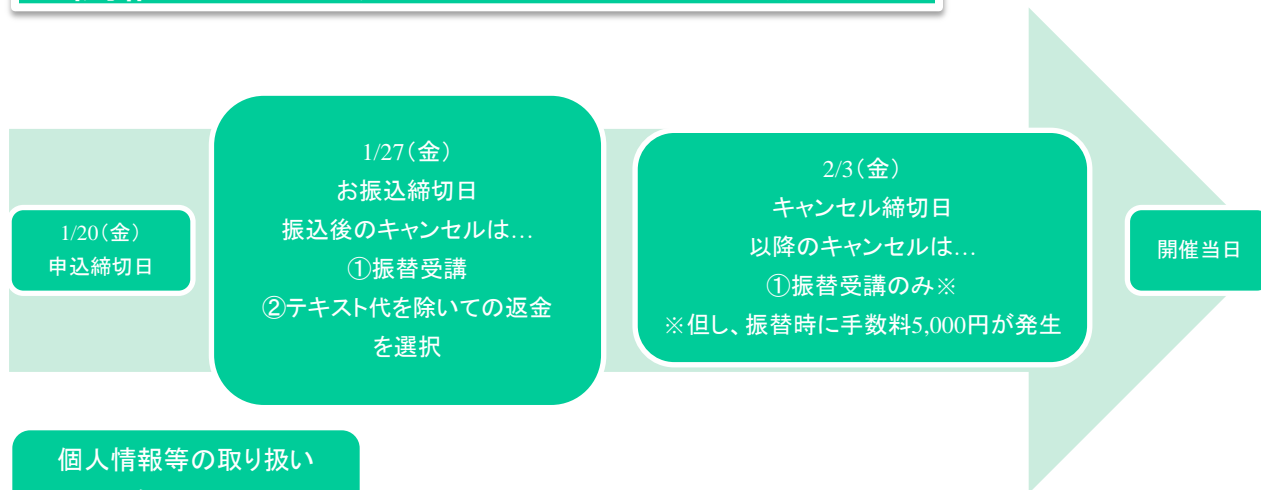 1/20(金)
申込締切日
1/27(金)
お振込締切日
振込後のキャンセルは…
①振替受講
②テキスト代を除いての返金
を選択
2/3(金)
キャンセル締切日
以降のキャンセルは…
①振替受講のみ※
※但し、振替時に手数料5,000円が発生
開催当日
個人情報等の取り扱い